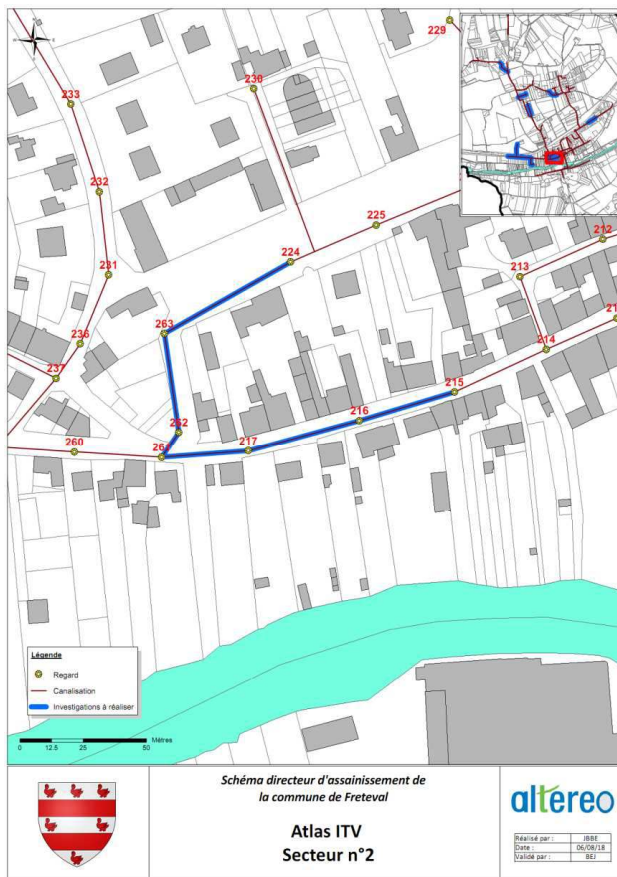 229
230
233
232
225
231
224
212
213
263
236
214
237
215
262
216
217
260
Légende
Regard
Canalisation
Investigations à réaliser
0 12.5 25 50 Mètres
Schéma directeur d'assainissement de
la commune de Freteval
Atlas ITV
Secteur n°2
altereo
Réalisé par : JBBE
Date : 06/08/18
Validé par : BEJ